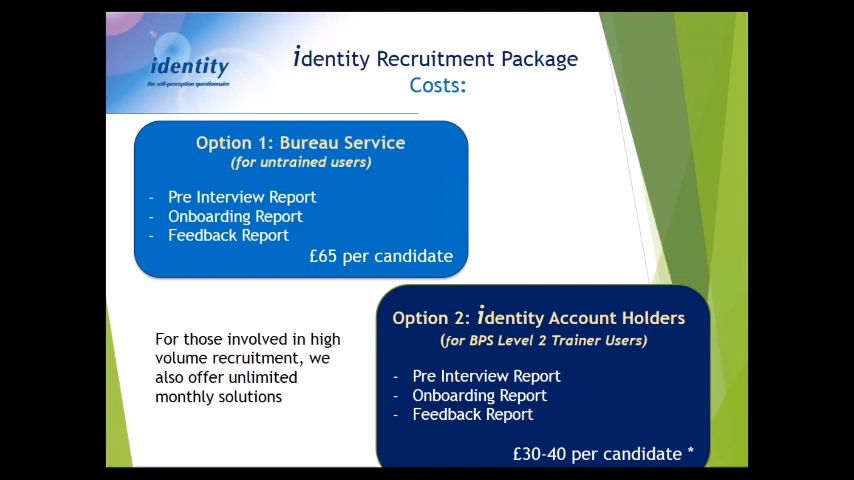 identity
the self-perception questionnaire
identity Recruitment Package
Costs:
Option 1: Bureau Service
(for untrained users)
- Pre Interview Report
- Onboarding Report
- Feedback Report
£65 per candidate
For those involved in high
volume recruitment, we
also offer unlimited
monthly solutions
Option 2: identity Account Holders
(for BPS Level 2 Trainer Users)
- Pre Interview Report
- Onboarding Report
- Feedback Report
£30-40 per candidate *